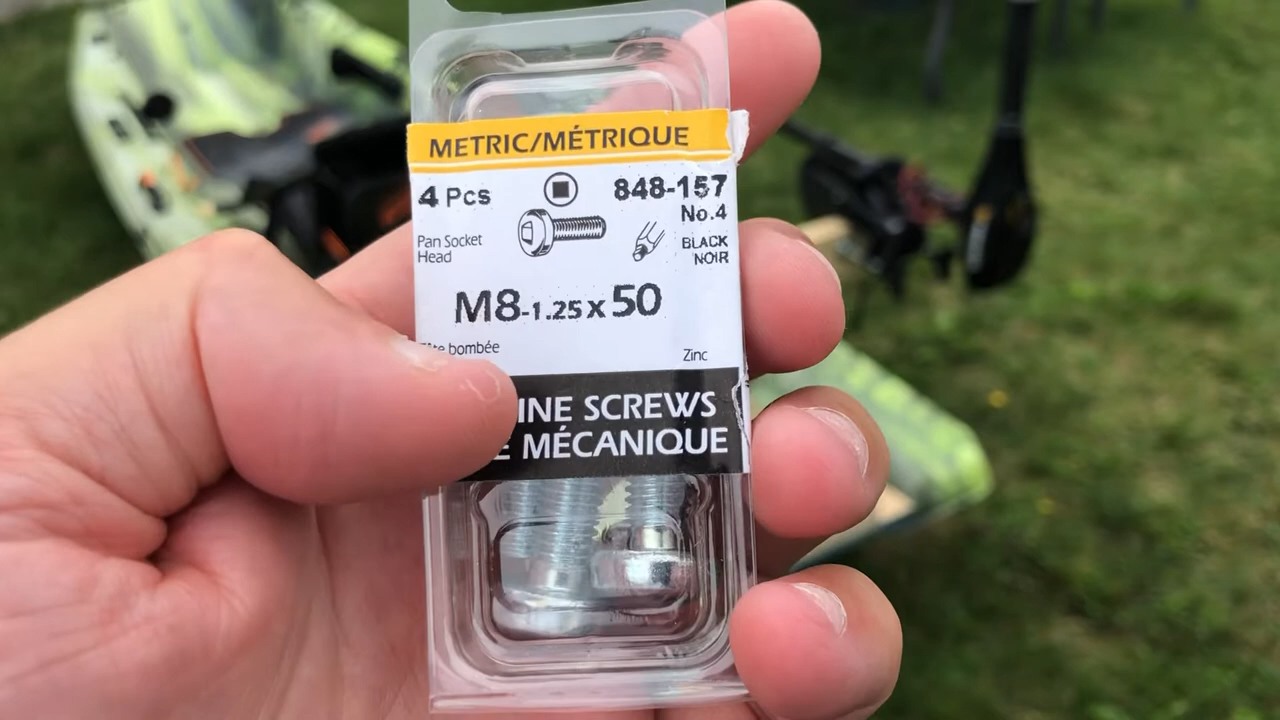 METRIC/MÉTRIQUE
4 Pcs
848-157
No.4
Pan Socket
Head
BLACK
NOIR
M8-1.25 x 50
bombée
Zinc
INE SCREWS
MÉCANIQUE